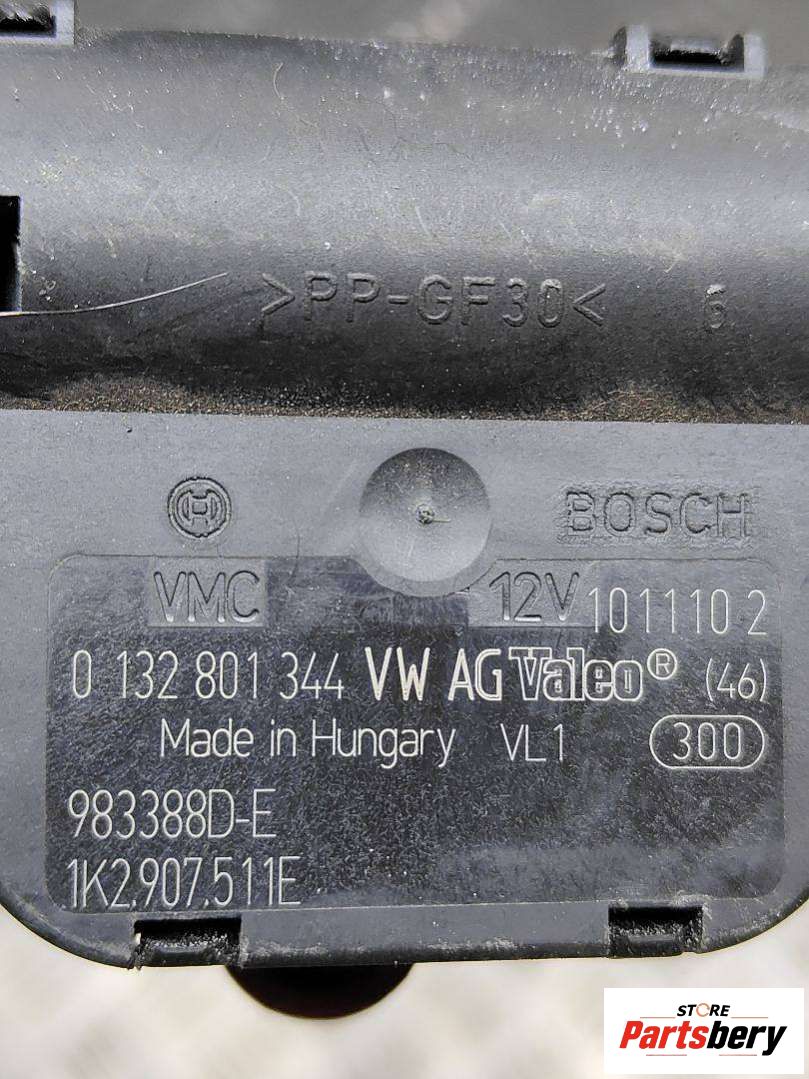 >PP-GF30< 6
H BOSCH
VMC 12V 101110 2
0 132 801 344 VW AG Valeo® (46)
Made in Hungary VL1 300
983388D-E
1K2.907.511E
STORE
Partsbery